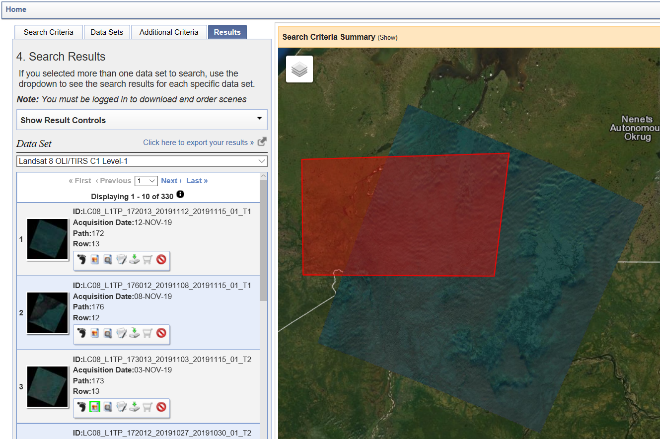 Home
Search Criteria
Data Sets
Additional Criteria
Results
4. Search Results
If you selected more than one data set to search, use the
dropdown to see the search results for each specific data set.
Note: You must be logged in to download and order scenes
Show Result Controls
Data Set
Click here to export your results »
Landsat 8 OLI/TIRS C1 Level-1
« First ‹ Previous 1 Next › Last »
Displaying 1 - 10 of 330
1
ID:LC08_L1TP_172013_20191112_20191115_01_T1
Acquisition Date:12-NOV-19
Path:172
Row:13
2
ID:LC08_L1TP_176012_20191108_20191115_01_T1
Acquisition Date:08-NOV-19
Path:176
Row:12
3
ID:LC08_L1TP_173013_20191103_20191115_01_T2
Acquisition Date:03-NOV-19
Path:173
Row:13
ID:LC08_L1TP_172012_20191027_20191030_01_T2
Search Criteria Summary (Show)
Nenets
Autonomou
Okrug